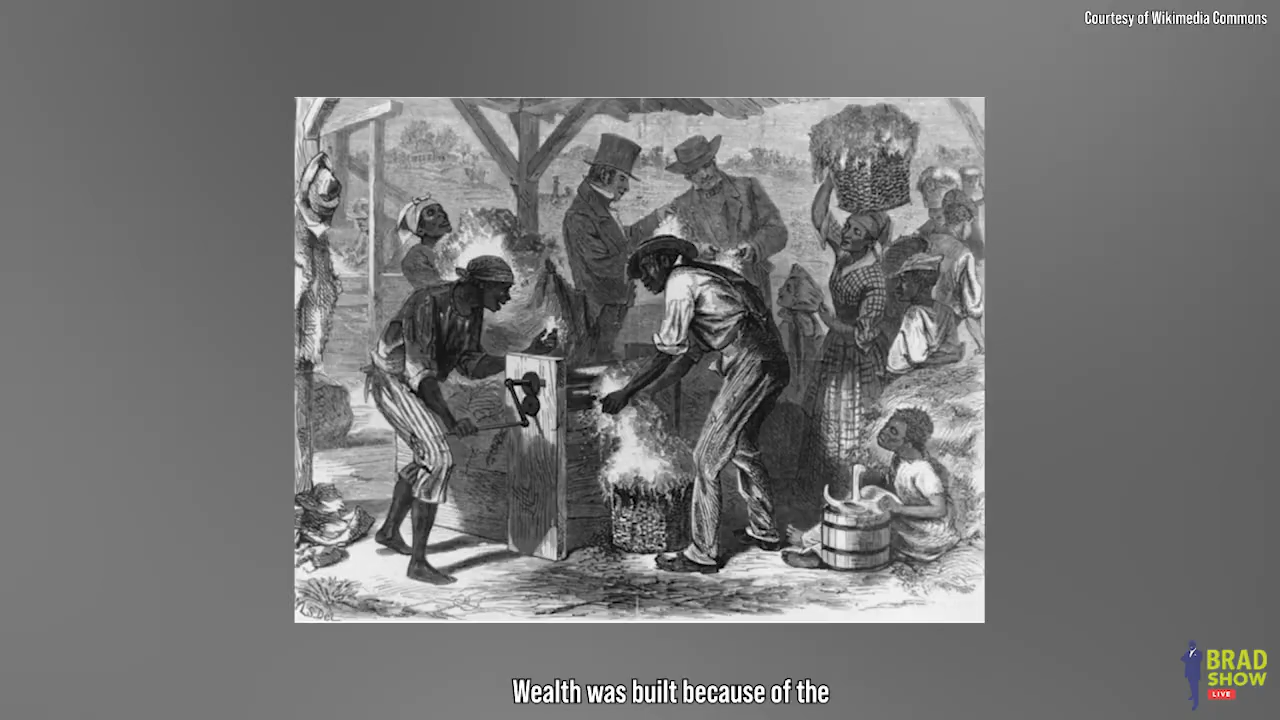 Courtesy of Wikimedia Commons
Wealth was built because of the
BRAD
SHOW
LIVE